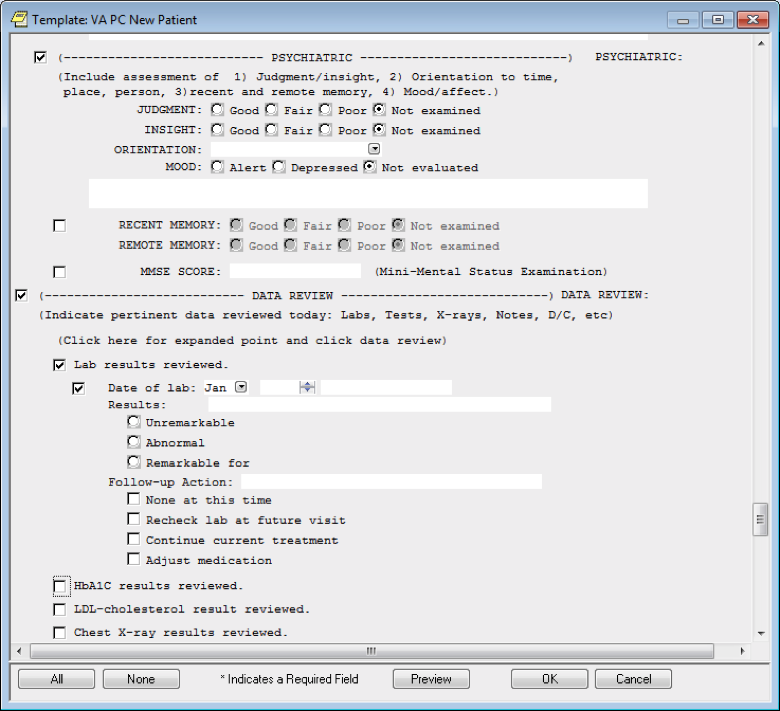 Template: VA PC New Patient
(--------------------------- PSYCHIATRIC ----------------------------) PSYCHIATRIC:
(Include assessment of 1) Judgment/insight, 2) Orientation to time,
place, person, 3)recent and remote memory, 4) Mood/affect.)
JUDGMENT: Good Fair Poor Not examined
INSIGHT: Good Fair Poor Not examined
ORIENTATION:
MOOD: Alert Depressed Not evaluated
RECENT MEMORY: Good Fair Poor Not examined
REMOTE MEMORY: Good Fair Poor Not examined
MMSE SCORE: (Mini-Mental Status Examination)
(--------------------------- DATA REVIEW ----------------------------) DATA REVIEW:
(Indicate pertinent data reviewed today: Labs, Tests, X-rays, Notes, D/C, etc)
(Click here for expanded point and click data review)
Lab results reviewed.
Date of lab: Jan
Results:
Unremarkable
Abnormal
Remarkable for
Follow-up Action:
None at this time
Recheck lab at future visit
Continue current treatment
Adjust medication
HbA1C results reviewed.
LDL-cholesterol result reviewed.
Chest X-ray results reviewed.
All None * Indicates a Required Field Preview OK Cancel